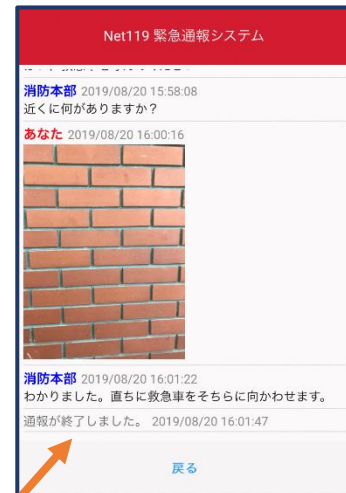 Net119 緊急通報システム
消防本部 2019/08/20 15:58:08
近くに何がありますか？
あなた 2019/08/20 16:00:16
消防本部 2019/08/20 16:01:22
わかりました。直ちに救急車をそちらに向かわせます。
通報が終了しました。 2019/08/20 16:01:47
戻る